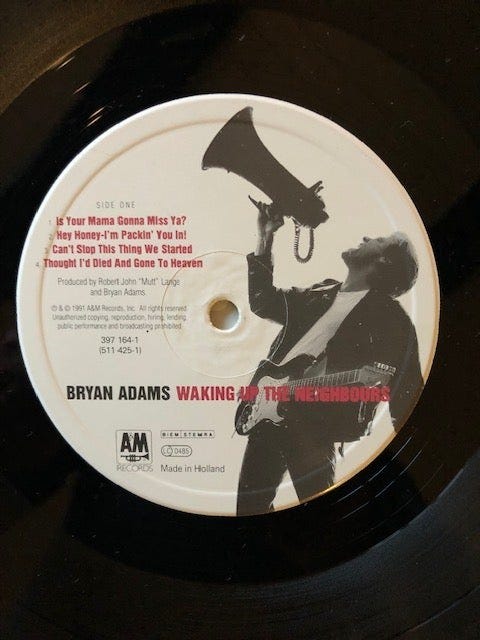 SIDE ONE
1. Is Your Mama Gonna Miss Ya?
2. Hey Honey-I'm Packin' You In!
3. Can't Stop This Thing We Started
4. Thought I'd Died And Gone To Heaven
Produced by Robert John "Mutt" Lange
and Bryan Adams.
℗ & © 1991 A&M Records, Inc. All rights reserved
Unauthorized copying, reproduction, hiring, lending,
public performance and broadcasting prohibited.
397 164-1
(511 425-1)
BRYAN ADAMS WAKING UP THE NEIGHBOURS
A&M
RECORDS
BIEM STEMRA
LC 0485
Made in Holland